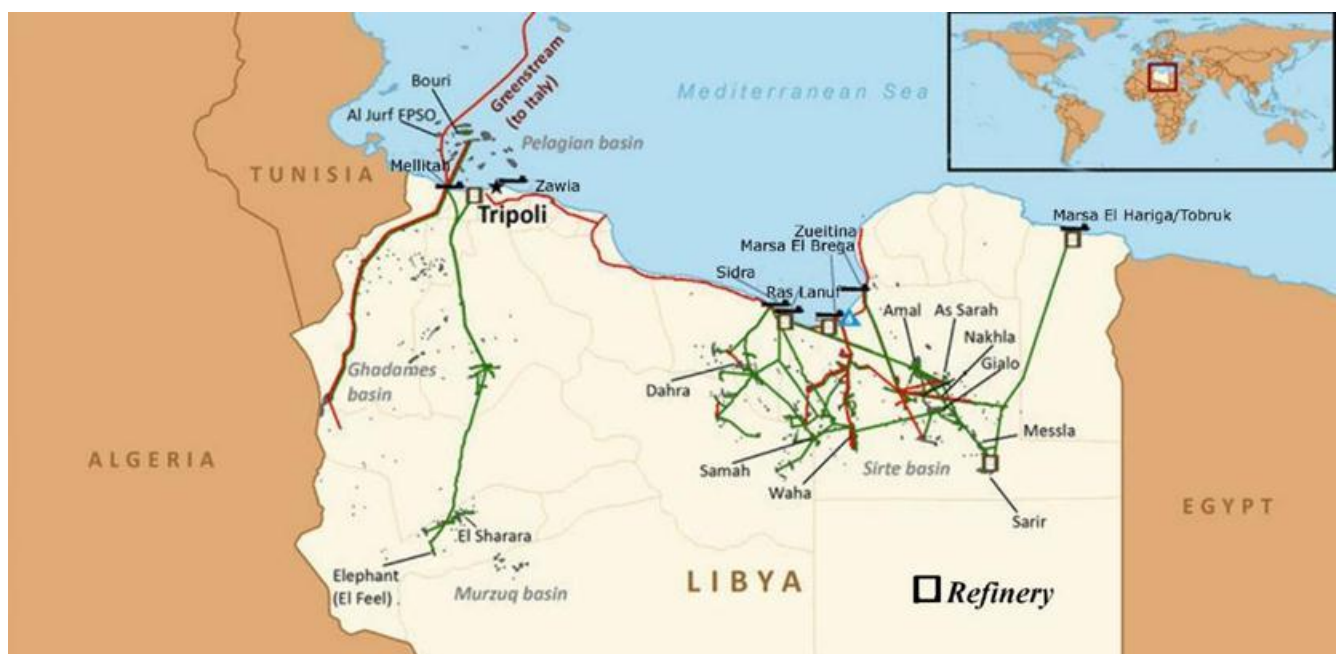 Bouri
Al Jurf FPSO
Greenstream
(to Italy)
Mediterranean Sea
Pelagian basin
TUNISIA
Mellitah
Zawia
Tripoli
Marsa El Hariga/Tobruk
Zueitina
Marsa El Brega
Sidra
Ras Lanuf
Amal
As Sarah
Nakhla
Gialo
Ghadames
basin
Dahra
Messla
ALGERIA
Samah
Sirte basin
Waha
Sarir
EGYPT
El Sharara
Elephant
(El Feel)
Murzuq basin
LIBYA
Refinery